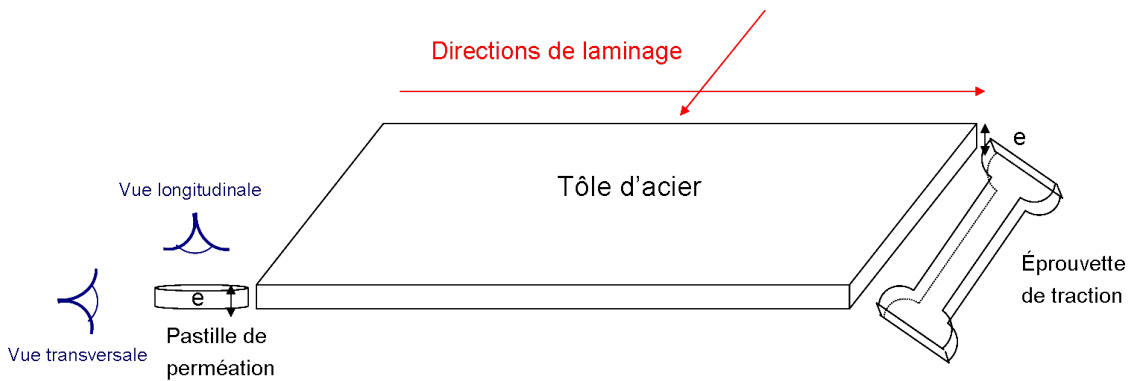 Directions de laminage
e
Tôle d'acier
Vue longitudinale
Éprouvette
de traction
e
Pastille de
perméation
Vue transversale